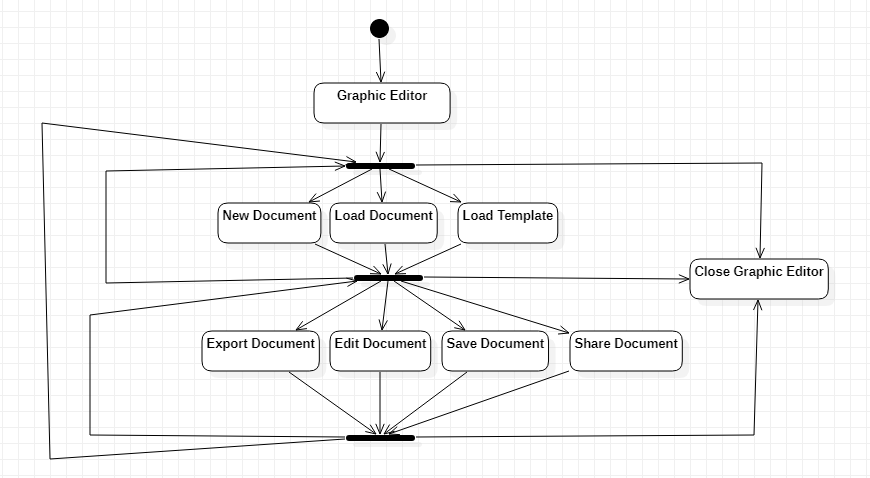 Graphic Editor
New Document
Load Document
Load Template
Close Graphic Editor
Export Document
Edit Document
Save Document
Share Document